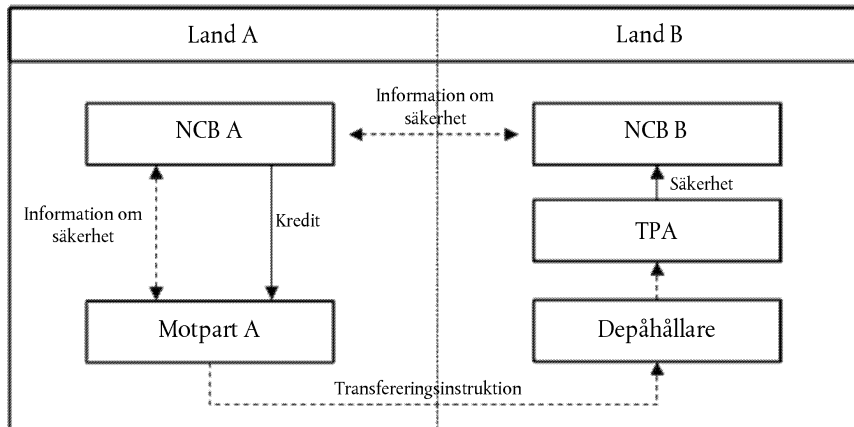 Land A
Land B
Information om
säkerhet
NCB A
NCB B
Säkerhet
Information om
säkerhet
Kredit
TPA
Motpart A
Depåhållare
Transfereringsinstruktion